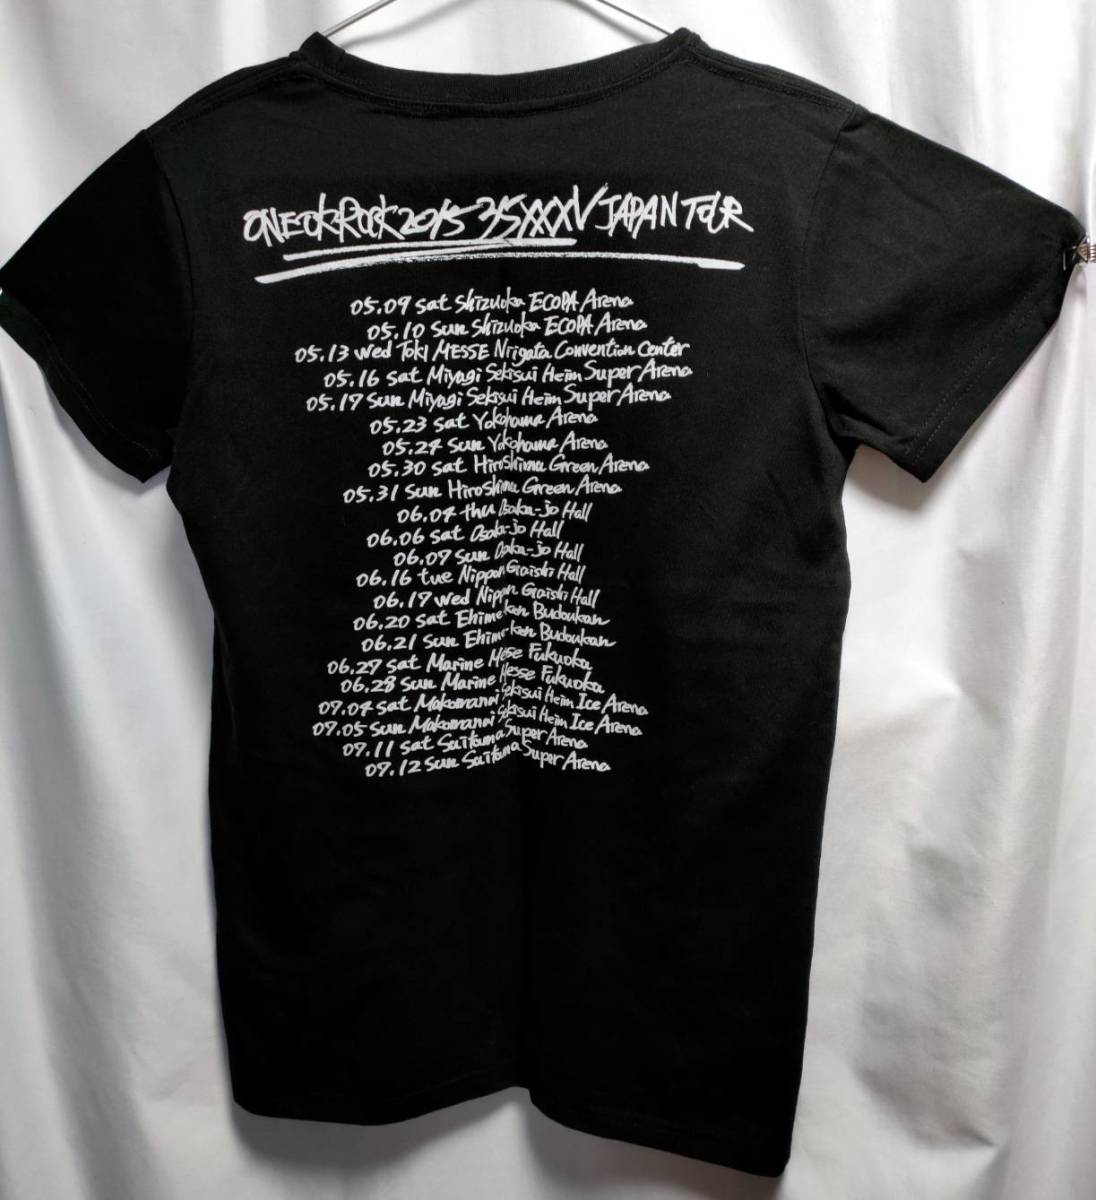 ONE OK ROCK 2015 35XXXV JAPAN TOUR
05.09 sat Shizuoka ECOPA Arena
05.10 sun Shizuoka ECOPA Arena
05.13 wed TOKI MESSE Niigata Convention Center
05.16 sat Miyagi Sekisui Heim Super Arena
05.17 sun Miyagi Sekisui Heim Super Arena
05.23 sat Yokohama Arena
05.24 sun Yokohama Arena
05.30 sat Hiroshima Green Arena
05.31 sun Hiroshima Green Arena
06.04 thu Osaka-jo Hall
06.06 sat Osaka-jo Hall
06.07 sun Osaka-jo Hall
06.16 tue Nippon Gaishi Hall
06.17 wed Nippon Gaishi Hall
06.20 sat Ehime-ken Budoukan
06.21 sun Ehime-ken Budoukan
06.27 sat Marine Messe Fukuoka
06.28 sun Marine Messe Fukuoka
07.04 sat Makomanai Sekisui Heim Ice Arena
07.05 sun Makomanai Sekisui Heim Ice Arena
07.11 sat Saitama Super Arena
07.12 sun Saitama Super Arena